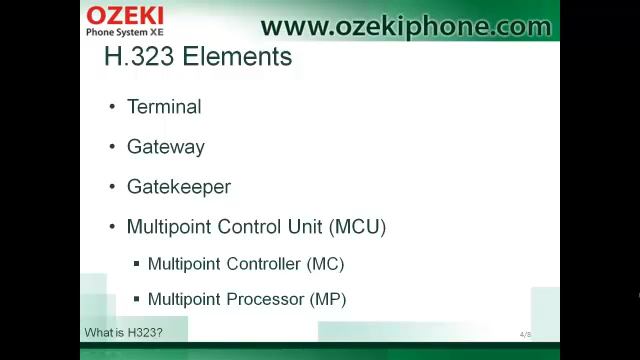 OZEKI
Phone System XE
www.ozekiphone.com
H.323 Elements
• Terminal
• Gateway
• Gatekeeper
• Multipoint Control Unit (MCU)
▪ Multipoint Controller (MC)
▪ Multipoint Processor (MP)
What is H323?
4/8